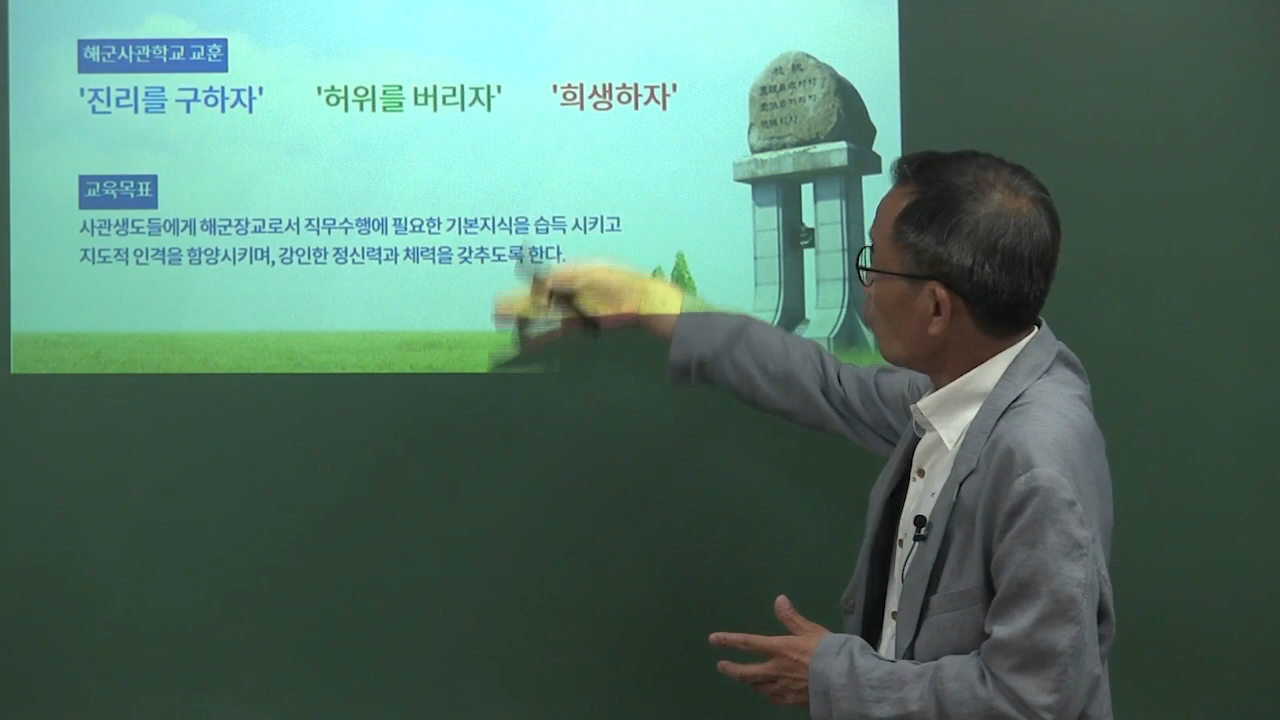 해군사관학교 교훈
'진리를 구하자' '허위를 버리자' '희생하자'
교육목표
사관생도들에게 해군장교로서 직무수행에 필요한 기본지식을 습득 시키고
지도적 인격을 함양시키며, 강인한 정신력과 체력을 갖추도록 한다.